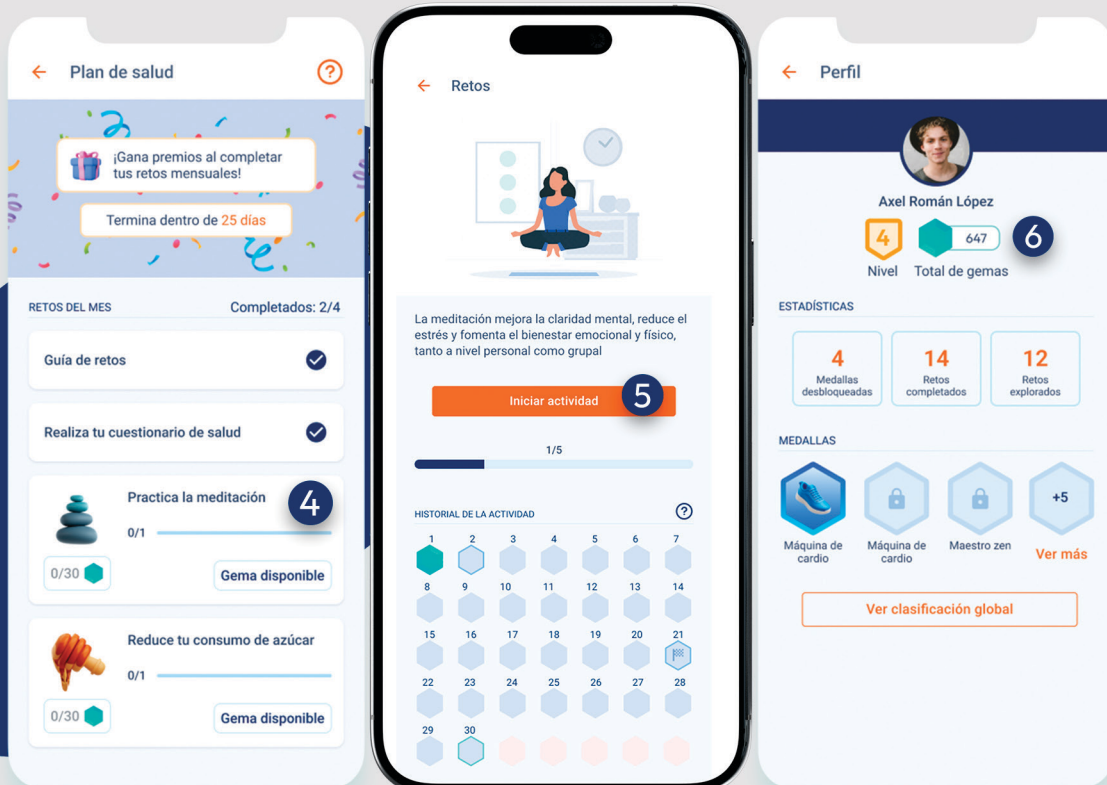 Plan de salud
?
¡Gana premios al completar
tus retos mensuales!
Termina dentro de 25 días
RETOS DEL MES
Completados: 2/4
Guía de retos
Realiza tu cuestionario de salud
Practica la meditación
4
0/1
0/30
Gema disponible
Reduce tu consumo de azúcar
0/1
0/30
Gema disponible
Retos
La meditación mejora la claridad mental, reduce el
estrés y fomenta el bienestar emocional y físico,
tanto a nivel personal como grupal
Iniciar actividad
5
1/5
HISTORIAL DE LA ACTIVIDAD
?
1 2 3 4 5 6 7
8 9 10 11 12 13 14
15 16 17 18 19 20 21
22 23 24 25 26 27 28
29 30
Perfil
Axel Román López
4
647
6
Nivel
Total de gemas
ESTADÍSTICAS
4
Medallas
desbloqueadas
14
Retos
completados
12
Retos
explorados
MEDALLAS
Máquina de
cardio
Máquina de
cardio
Maestro zen
+5
Ver más
Ver clasificación global